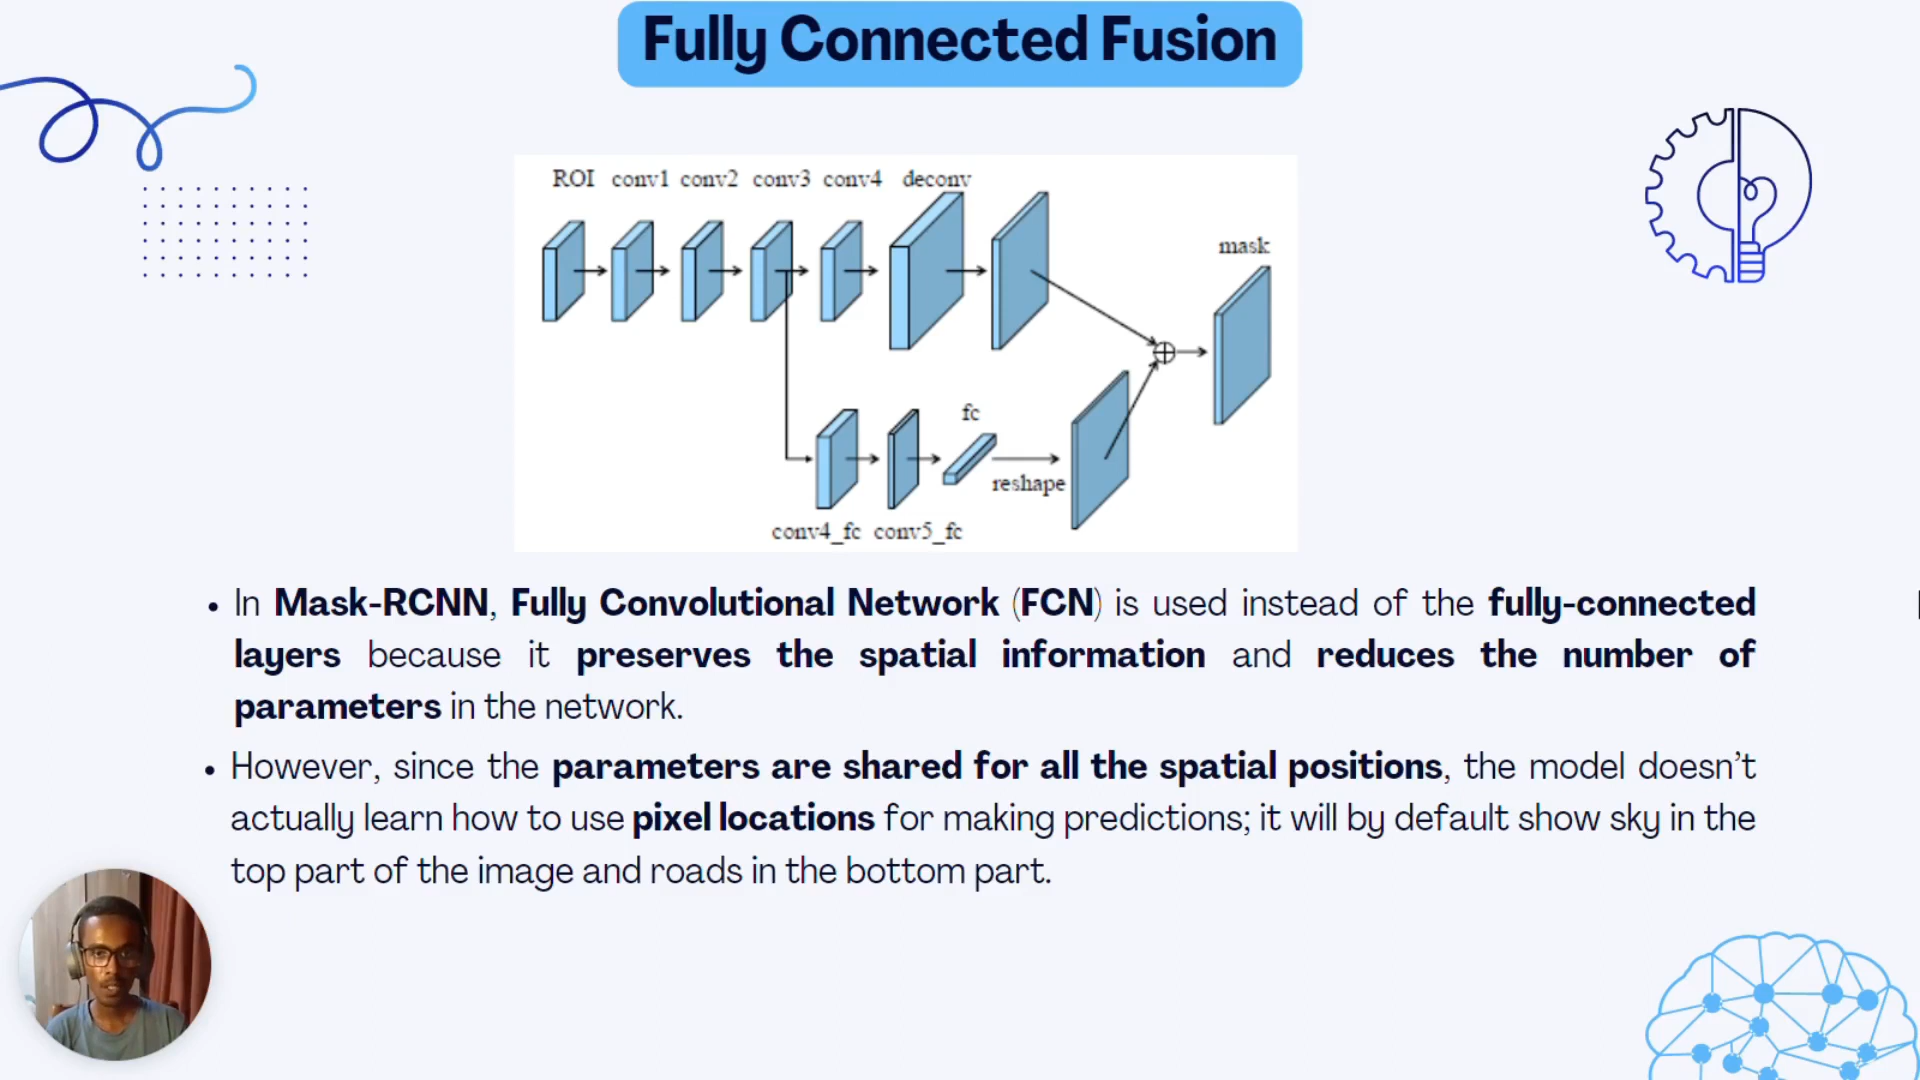 Fully Connected Fusion
ROI conv1 conv2 conv3 conv4 deconv
mask
fc
reshape
conv4_fc conv5_fc
• In Mask-RCNN, Fully Convolutional Network (FCN) is used instead of the fully-connected
layers because it preserves the spatial information and reduces the number of
parameters in the network.
• However, since the parameters are shared for all the spatial positions, the model doesn't
actually learn how to use pixel locations for making predictions; it will by default show sky in the
top part of the image and roads in the bottom part.